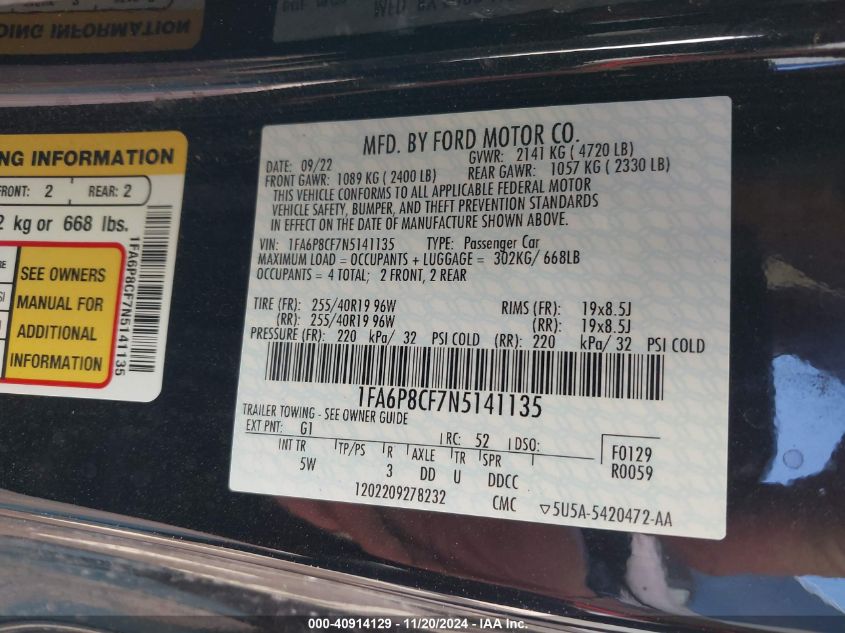 DING INFORMATION
NG INFORMATION
FRONT: 2 REAR: 2
2 kg or 668 lbs.
SEE OWNERS
MANUAL FOR
ADDITIONAL
INFORMATION
1FA6P8CF7N5141135
MFD. BY FORD MOTOR CO.
DATE: 09/22 GVWR: 2141 KG ( 4720 LB)
FRONT GAWR: 1089 KG ( 2400 LB) REAR GAWR: 1057 KG ( 2330 LB)
THIS VEHICLE CONFORMS TO ALL APPLICABLE FEDERAL MOTOR
VEHICLE SAFETY, BUMPER, AND THEFT PREVENTION STANDARDS
IN EFFECT ON THE DATE OF MANUFACTURE SHOWN ABOVE.
VIN: 1FA6P8CF7N5141135 TYPE: Passenger Car
MAXIMUM LOAD = OCCUPANTS + LUGGAGE = 302KG/ 668LB
OCCUPANTS = 4 TOTAL; 2 FRONT, 2 REAR
TIRE (FR): 255/40R19 96W RIMS (FR): 19x8.5J
(RR): 255/40R19 96W (RR): 19x8.5J
PRESSURE (FR): 220 kPa/ 32 PSI COLD (RR): 220 kPa/ 32 PSI COLD
1FA6P8CF7N5141135
TRAILER TOWING - SEE OWNER GUIDE
EXT PNT: G1 RC: 52 DSO: F0129
INT TR TP/PS R AXLE TR SPR R0059
5W 3 DD U DDCC
1202209278232 CMC ▽5U5A-5420472-AA
000-40914129 - 11/20/2024 - IAA Inc.